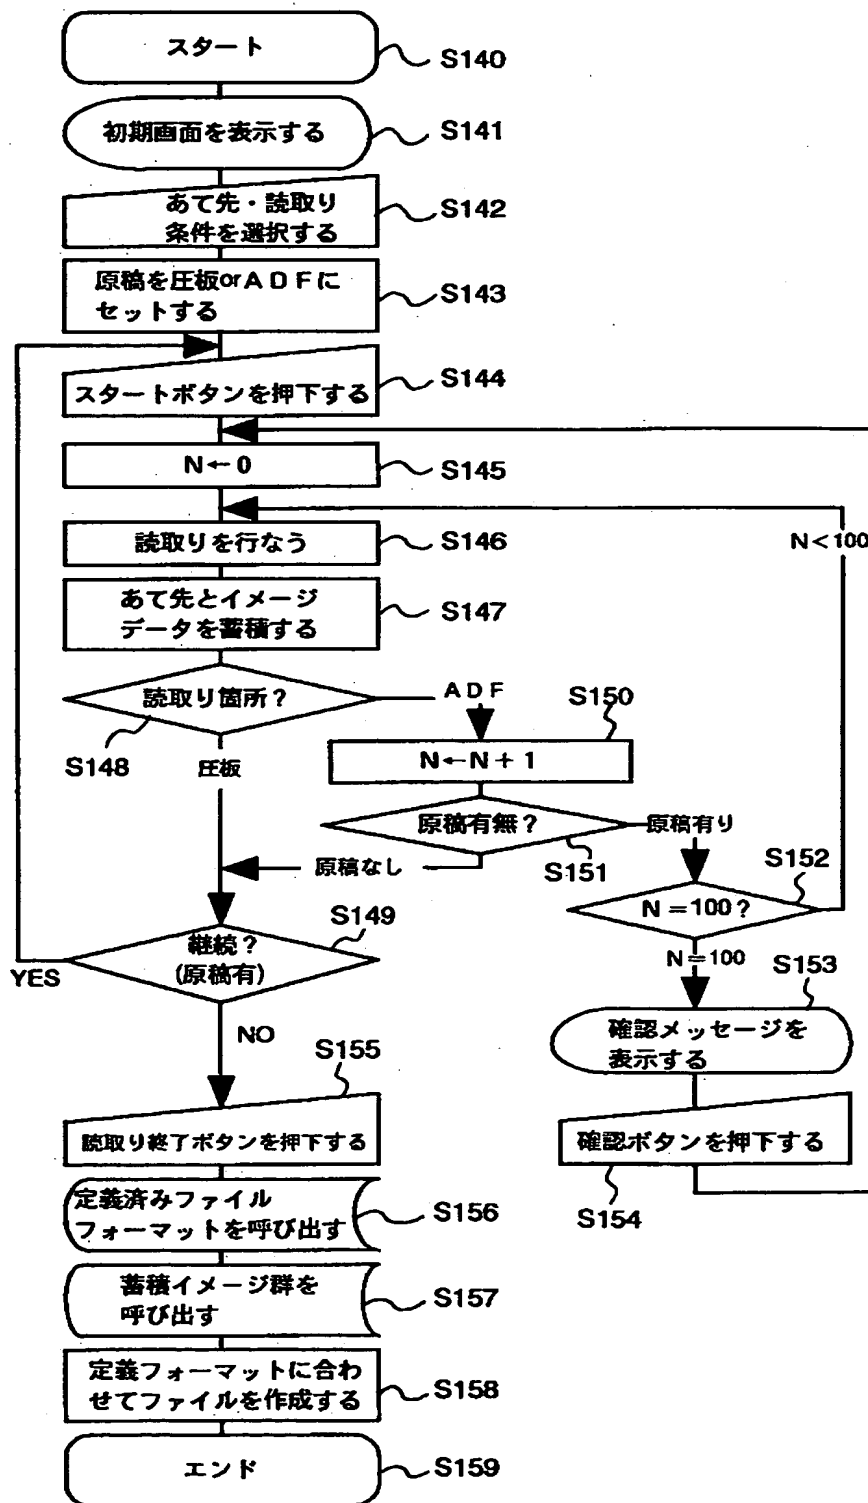 スタート
S140
初期画面を表示する
S141
あて先・読取り
条件を選択する
S142
原稿を圧板orADFに
セットする
S143
スタートボタンを押下する
S144
N←0
S145
読取りを行なう
S146
N<100
あて先とイメージ
データを蓄積する
S147
読取り箇所?
ADF
S150
S148
圧板
N←N+1
原稿有無?
原稿有り
S151
原稿なし
S152
N=100?
S149
継続?
(原稿有)
YES
N=100
S153
NO
確認メッセージを
表示する
S155
読取り終了ボタンを押下する
確認ボタンを押下する
S154
定義済みファイル
フォーマットを呼び出す
S156
蓄積イメージ群を
呼び出す
S157
定義フォーマットに合わ
せてファイルを作成する
S158
エンド
S159